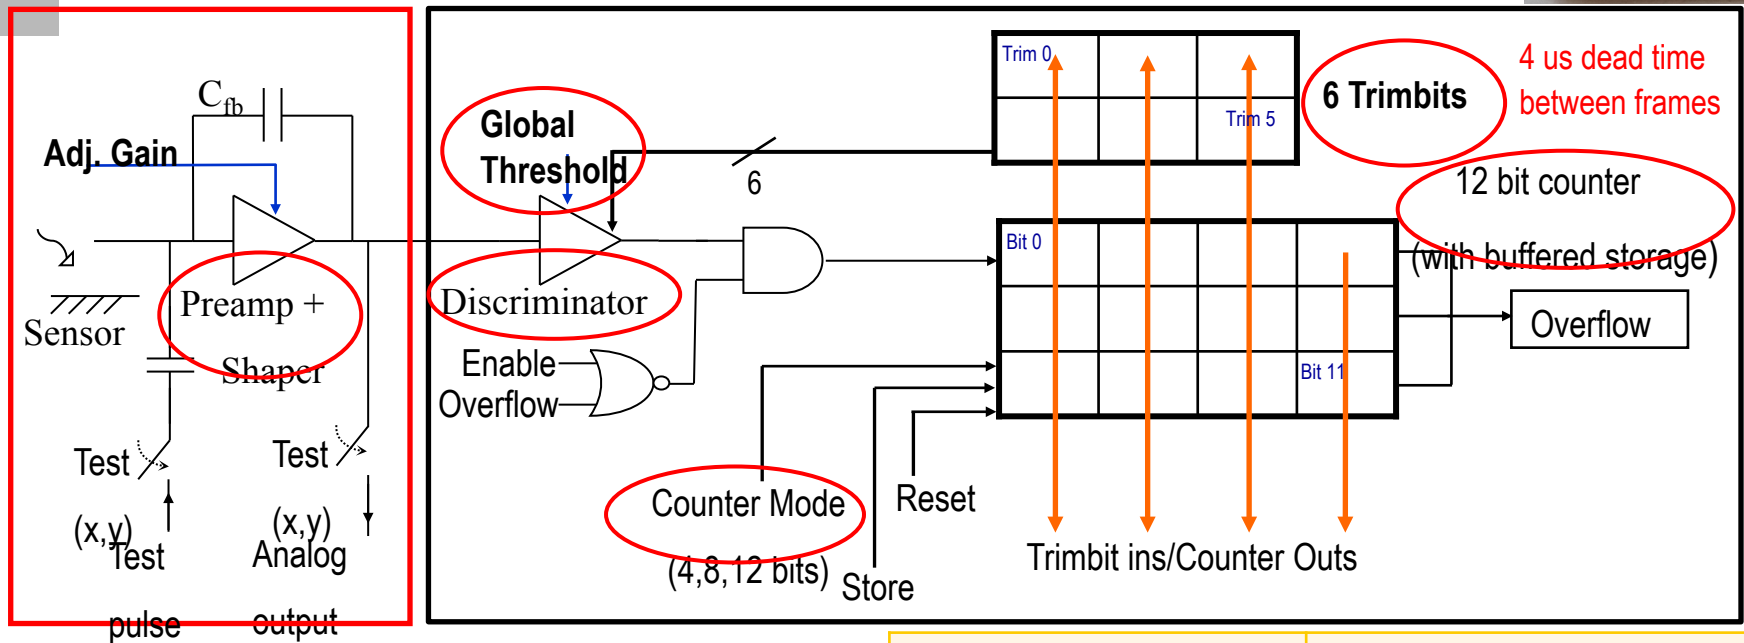 C fb
Adj. Gain
Preamp +
Shaper
Sensor
Test
(x,y)
Test
pulse
Test
(x,y)
Analog
output
Global
Threshold
Discriminator
Enable
Overflow
6
Trim 0
Trim 5
6 Trimbits
4 us dead time
between frames
12 bit counter
(with buffered storage)
Bit 0
Bit 11
Overflow
Counter Mode
(4,8,12 bits)
Store
Reset
Trimbit ins/Counter Outs